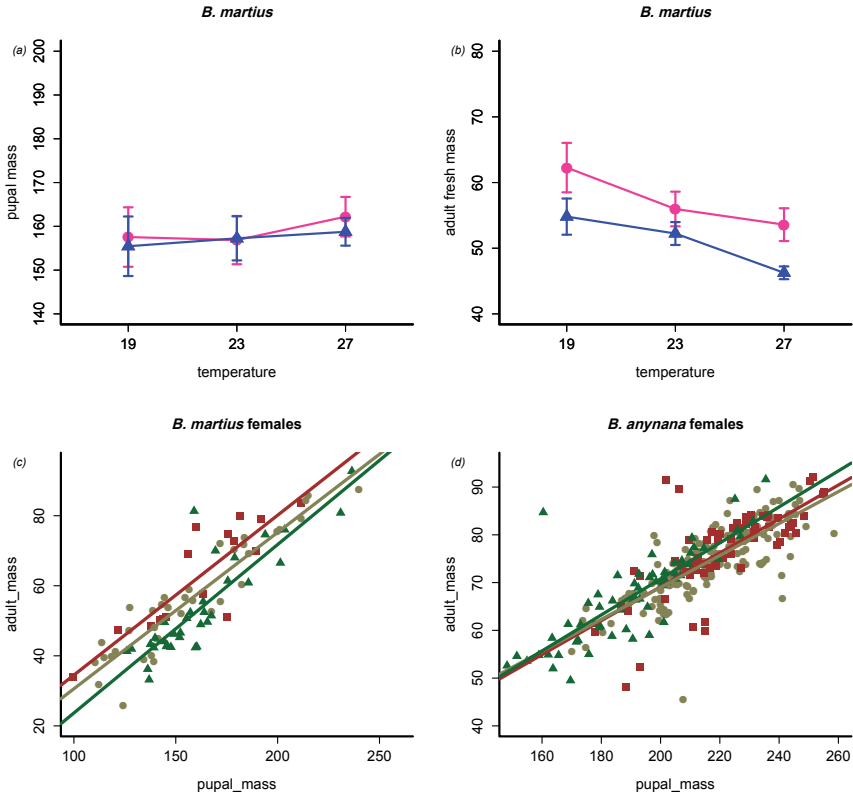 B. martius
(a)
pupal mass
200
190
180
170
160
150
140
19 23 27
temperature
B. martius
(b)
adult fresh mass
80
70
60
50
40
19 23 27
temperature
B. martius females
(c)
adult_mass
80
60
40
20
100 150 200 250
pupal_mass
B. anynana females
(d)
adult_mass
90
80
70
60
50
40
160 180 200 220 240 260
pupal_mass